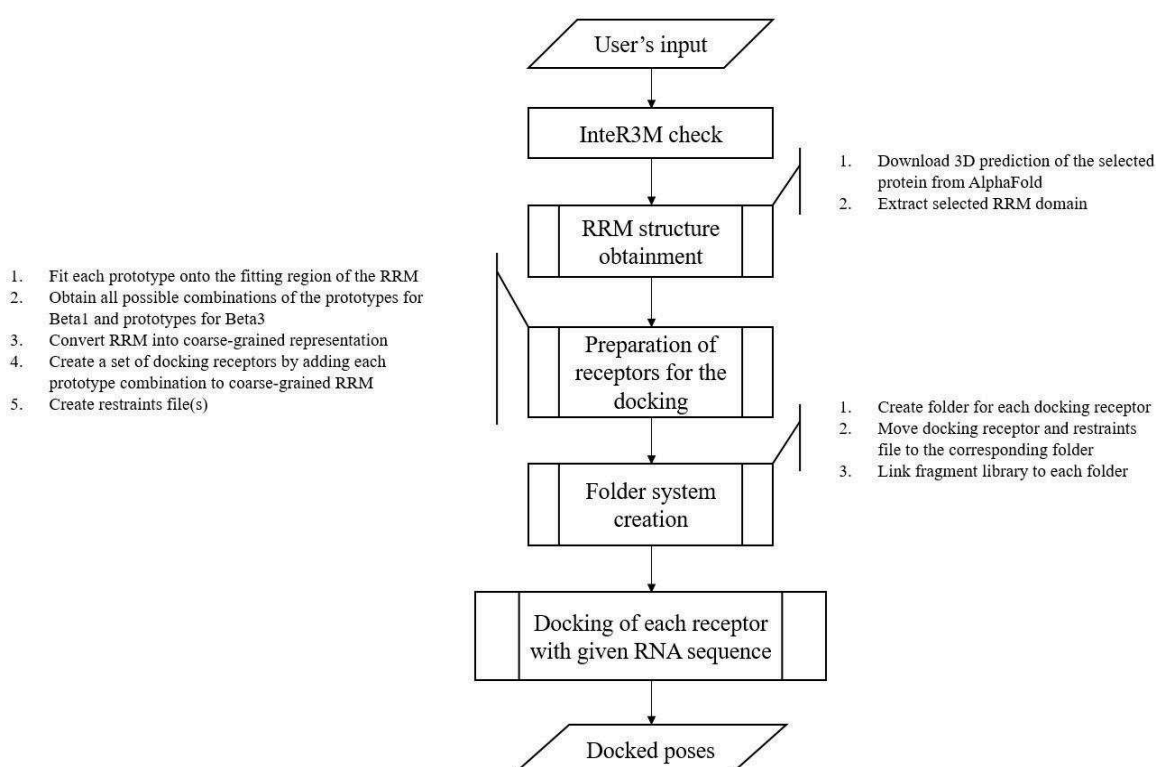 User’s input
InteR3M check
1. Download 3D prediction of the selected
protein from AlphaFold
2. Extract selected RRM domain
RRM structure
obtainment
1. Fit each prototype onto the fitting region of the RRM
2. Obtain all possible combinations of the prototypes for
Beta1 and prototypes for Beta3
3. Convert RRM into coarse-grained representation
4. Create a set of docking receptors by adding each
prototype combination to coarse-grained RRM
5. Create restraints file(s)
Preparation of
receptors for the
docking
1. Create folder for each docking receptor
2. Move docking receptor and restraints
file to the corresponding folder
3. Link fragment library to each folder
Folder system
creation
Docking of each receptor
with given RNA sequence
Docked poses